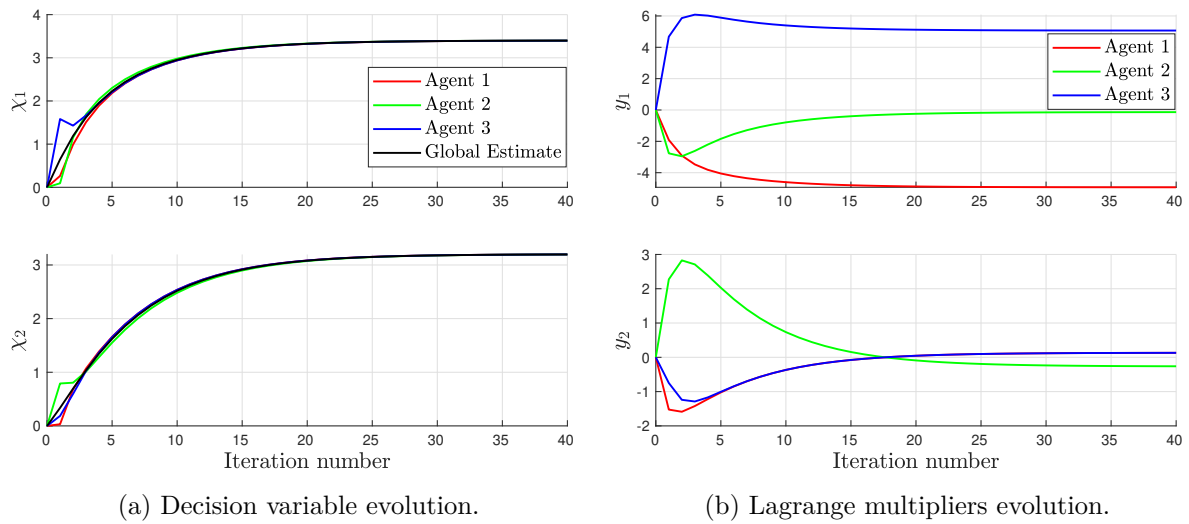 χ1
4
3
2
1
0
0 5 10 15 20 25 30 35 40
Agent 1
Agent 2
Agent 3
Global Estimate
χ2
3
2
1
0
0 5 10 15 20 25 30 35 40
Iteration number
(a) Decision variable evolution.
y1
6
4
2
0
-2
-4
0 5 10 15 20 25 30 35 40
Agent 1
Agent 2
Agent 3
y2
3
2
1
0
-1
-2
0 5 10 15 20 25 30 35 40
Iteration number
(b) Lagrange multipliers evolution.